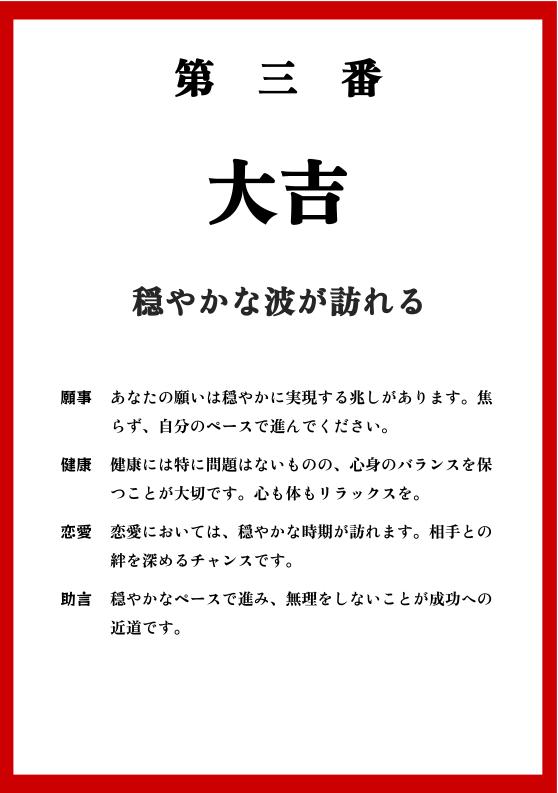 第 三 番
大吉
穏やかな波が訪れる
願事 あなたの願いは穏やかに実現する兆しがあります。焦
らず、自分のペースで進んでください。
健康 健康には特に問題はないものの、心身のバランスを保
つことが大切です。心も体もリラックスを。
恋愛 恋愛においては、穏やかな時期が訪れます。相手との
絆を深めるチャンスです。
助言 穏やかなペースで進み、無理をしないことが成功への
近道です。